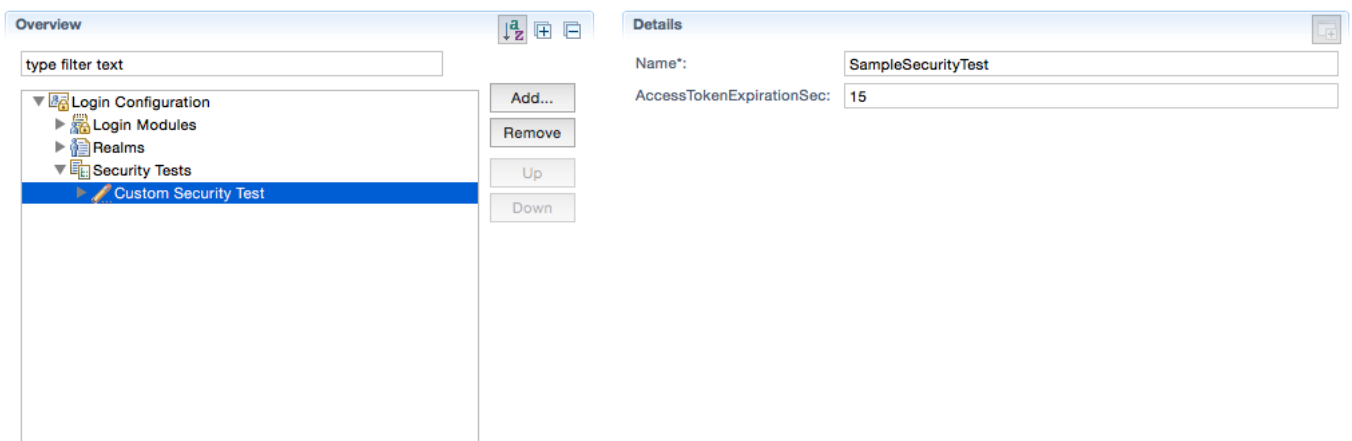 Overview
type filter text
Login Configuration
Login Modules
Realms
Security Tests
Custom Security Test
Add...
Remove
Up
Down
Details
Name*: SampleSecurityTest
AccessTokenExpirationSec: 15